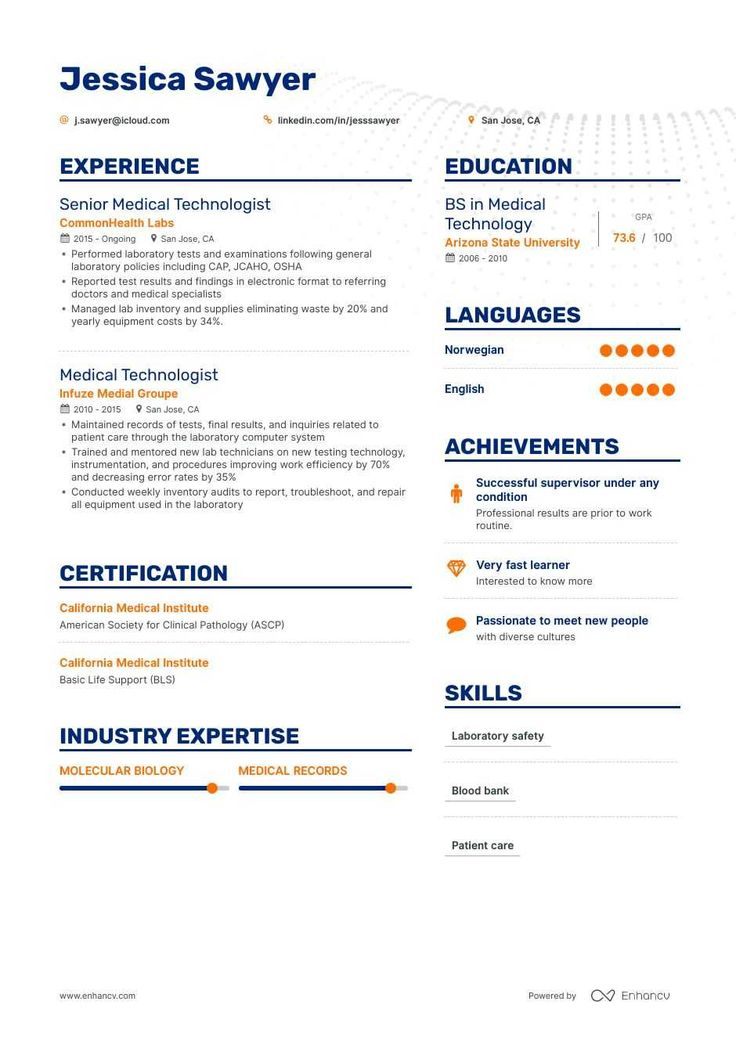 Jessica Sawyer
j.sawyer@icloud.com
linkedin.com/in/jesssawyer
San Jose, CA
EXPERIENCE
Senior Medical Technologist
CommonHealth Labs
2015 - Ongoing San Jose, CA
• Performed laboratory tests and examinations following general
laboratory policies including CAP, JCAHO, OSHA
• Reported test results and findings in electronic format to referring
doctors and medical specialists
• Managed lab inventory and supplies eliminating waste by 20% and
yearly equipment costs by 34%.
Medical Technologist
Infuze Medial Groupe
2010 - 2015 San Jose, CA
• Maintained records of tests, final results, and inquiries related to
patient care through the laboratory computer system
• Trained and mentored new lab technicians on new testing technology,
instrumentation, and procedures improving work efficiency by 70%
and decreasing error rates by 35%
• Conducted weekly inventory audits to report, troubleshoot, and repair
all equipment used in the laboratory
CERTIFICATION
California Medical Institute
American Society for Clinical Pathology (ASCP)
California Medical Institute
Basic Life Support (BLS)
INDUSTRY EXPERTISE
MOLECULAR BIOLOGY
MEDICAL RECORDS
EDUCATION
BS in Medical
Technology
Arizona State University
2006 - 2010
GPA
73.6 / 100
LANGUAGES
Norwegian
English
ACHIEVEMENTS
Successful supervisor under any
condition
Professional results are prior to work
routine.
Very fast learner
Interested to know more
Passionate to meet new people
with diverse cultures
SKILLS
Laboratory safety
Blood bank
Patient care
www.enhancv.com
Powered by Enhancv